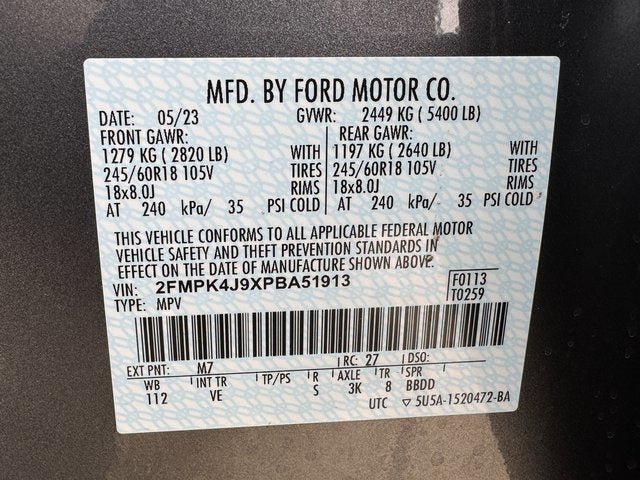 MFD. BY FORD MOTOR CO.
DATE: 05/23 GVWR: 2449 KG ( 5400 LB)
FRONT GAWR: REAR GAWR:
1279 KG ( 2820 LB) WITH 1197 KG ( 2640 LB) WITH
245/60R18 105V TIRES 245/60R18 105V TIRES
18x8.0J RIMS 18x8.0J RIMS
AT 240 kPa/ 35 PSI COLD AT 240 kPa/ 35 PSI COLD
THIS VEHICLE CONFORMS TO ALL APPLICABLE FEDERAL MOTOR
VEHICLE SAFETY AND THEFT PREVENTION STANDARDS IN
EFFECT ON THE DATE OF MANUFACTURE SHOWN ABOVE.
VIN: 2FMPK4J9XPBA51913 F0113
TYPE: MPV T0259
EXT PNT: M7 RC: 27 DSO:
WB INT TR TP/PS R AXLE TR SPR
112 VE S 3K 8 BBDD
UTC ▽ 5U5A-1520472-BA